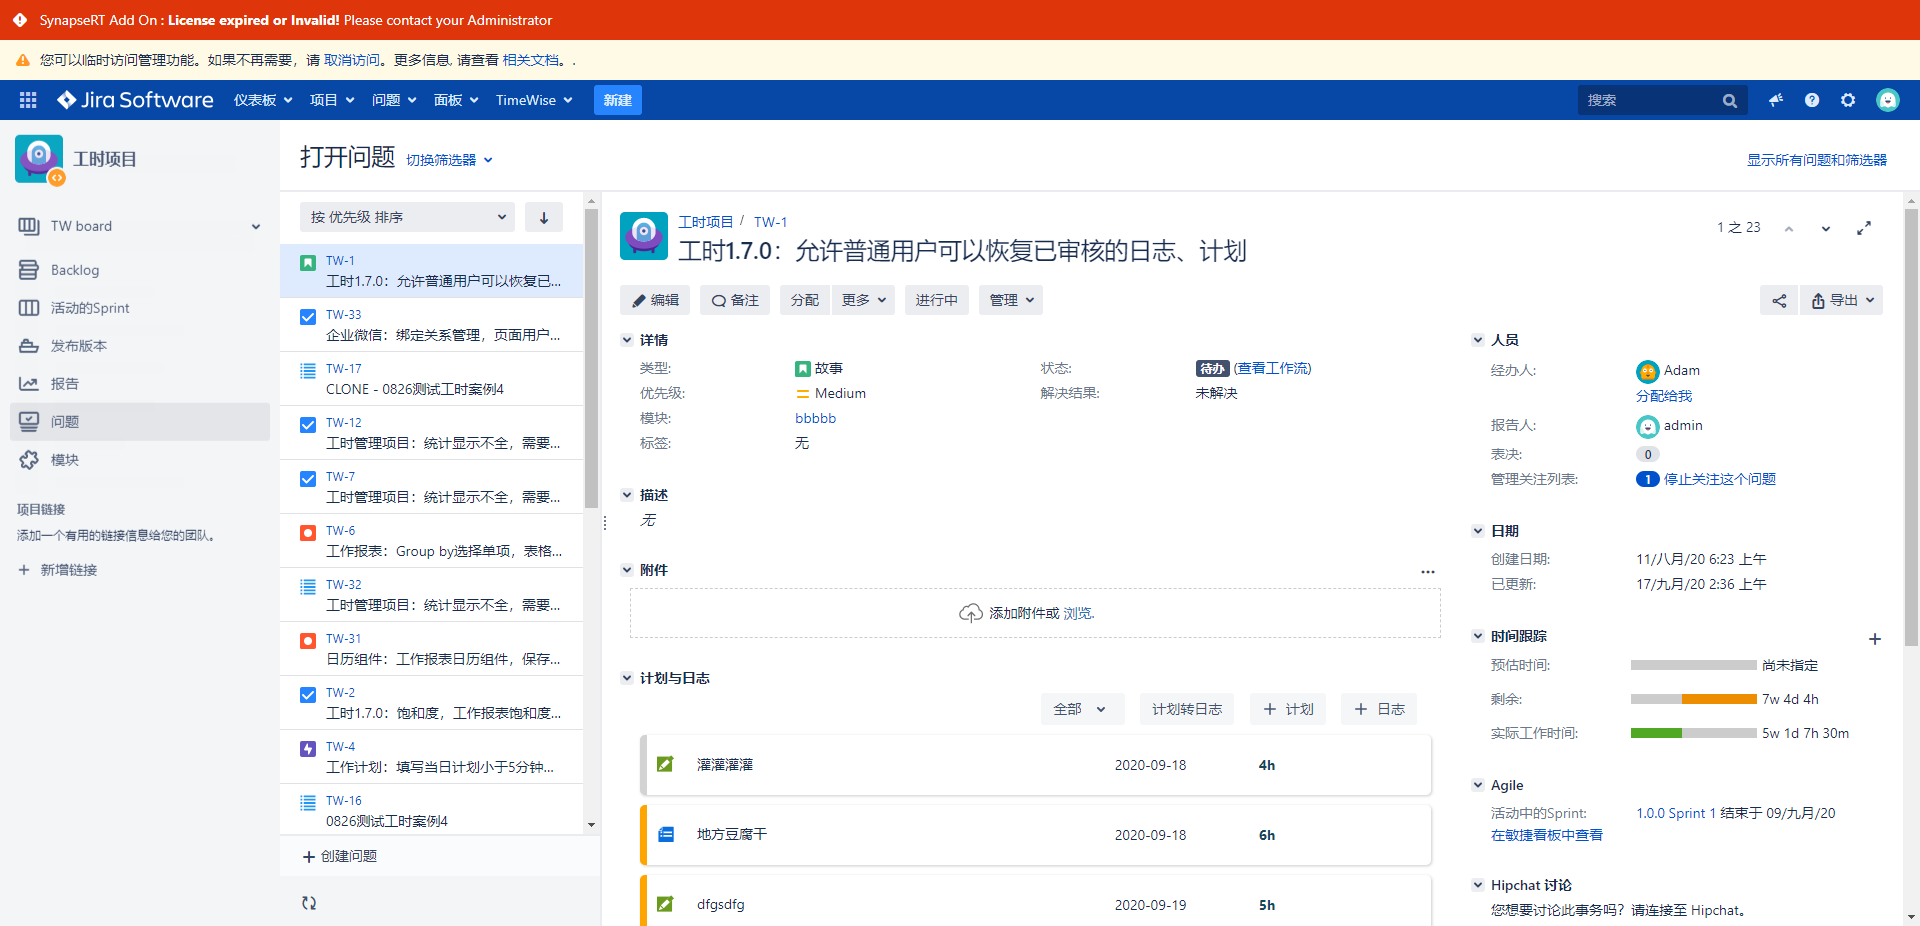 SynapseRT Add On : License expired or Invalid! Please contact your Administrator
您可以临时访问管理功能。如果不再需要，请 取消访问。更多信息, 请查看 相关文档。.
Jira Software 仪表板 项目 问题 面板 TimeWise 新建 搜索
工时项目
TW board
Backlog
活动的Sprint
发布版本
报告
问题
模块
项目链接
添加一个有用的链接信息给您的团队。
新增链接
打开问题 切换筛选器
显示所有问题和筛选器
按 优先级 排序
TW-1
工时1.7.0：允许普通用户可以恢复已...
TW-33
企业微信：绑定关系管理，页面用户...
TW-17
CLONE - 0826测试工时案例4
TW-12
工时管理项目：统计显示不全，需要...
TW-7
工时管理项目：统计显示不全，需要...
TW-6
工作报表：Group by选择单项，表格...
TW-32
工时管理项目：统计显示不全，需要...
TW-31
日历组件：工作报表日历组件，保存...
TW-2
工时1.7.0：饱和度，工作报表饱和度...
TW-4
工作计划：填写当日计划小于5分钟...
TW-16
0826测试工时案例4
创建问题
工时项目 / TW-1
工时1.7.0：允许普通用户可以恢复已审核的日志、计划
1 之 23
编辑 备注 分配 更多 进行中 管理 导出
详情
类型: 故事 状态: 待办 (查看工作流)
优先级: Medium 解决结果: 未解决
模块: bbbbb
标签: 无
描述
无
附件
添加附件或 浏览.
计划与日志
全部 计划转日志 计划 日志
灌灌灌灌 2020-09-18 4h
地方豆腐干 2020-09-18 6h
dfgsdfg 2020-09-19 5h
人员
经办人: Adam
分配给我
报告人: admin
表决: 0
管理关注列表: 1 停止关注这个问题
日期
创建日期: 11/八月/20 6:23 上午
已更新: 17/九月/20 2:36 上午
时间跟踪
预估时间: 尚未指定
剩余: 7w 4d 4h
实际工作时间: 5w 1d 7h 30m
Agile
活动中的Sprint: 1.0.0 Sprint 1 结束于 09/九月/20
在敏捷看板中查看
Hipchat 讨论
您想要讨论此事务吗？请连接至 Hipchat。